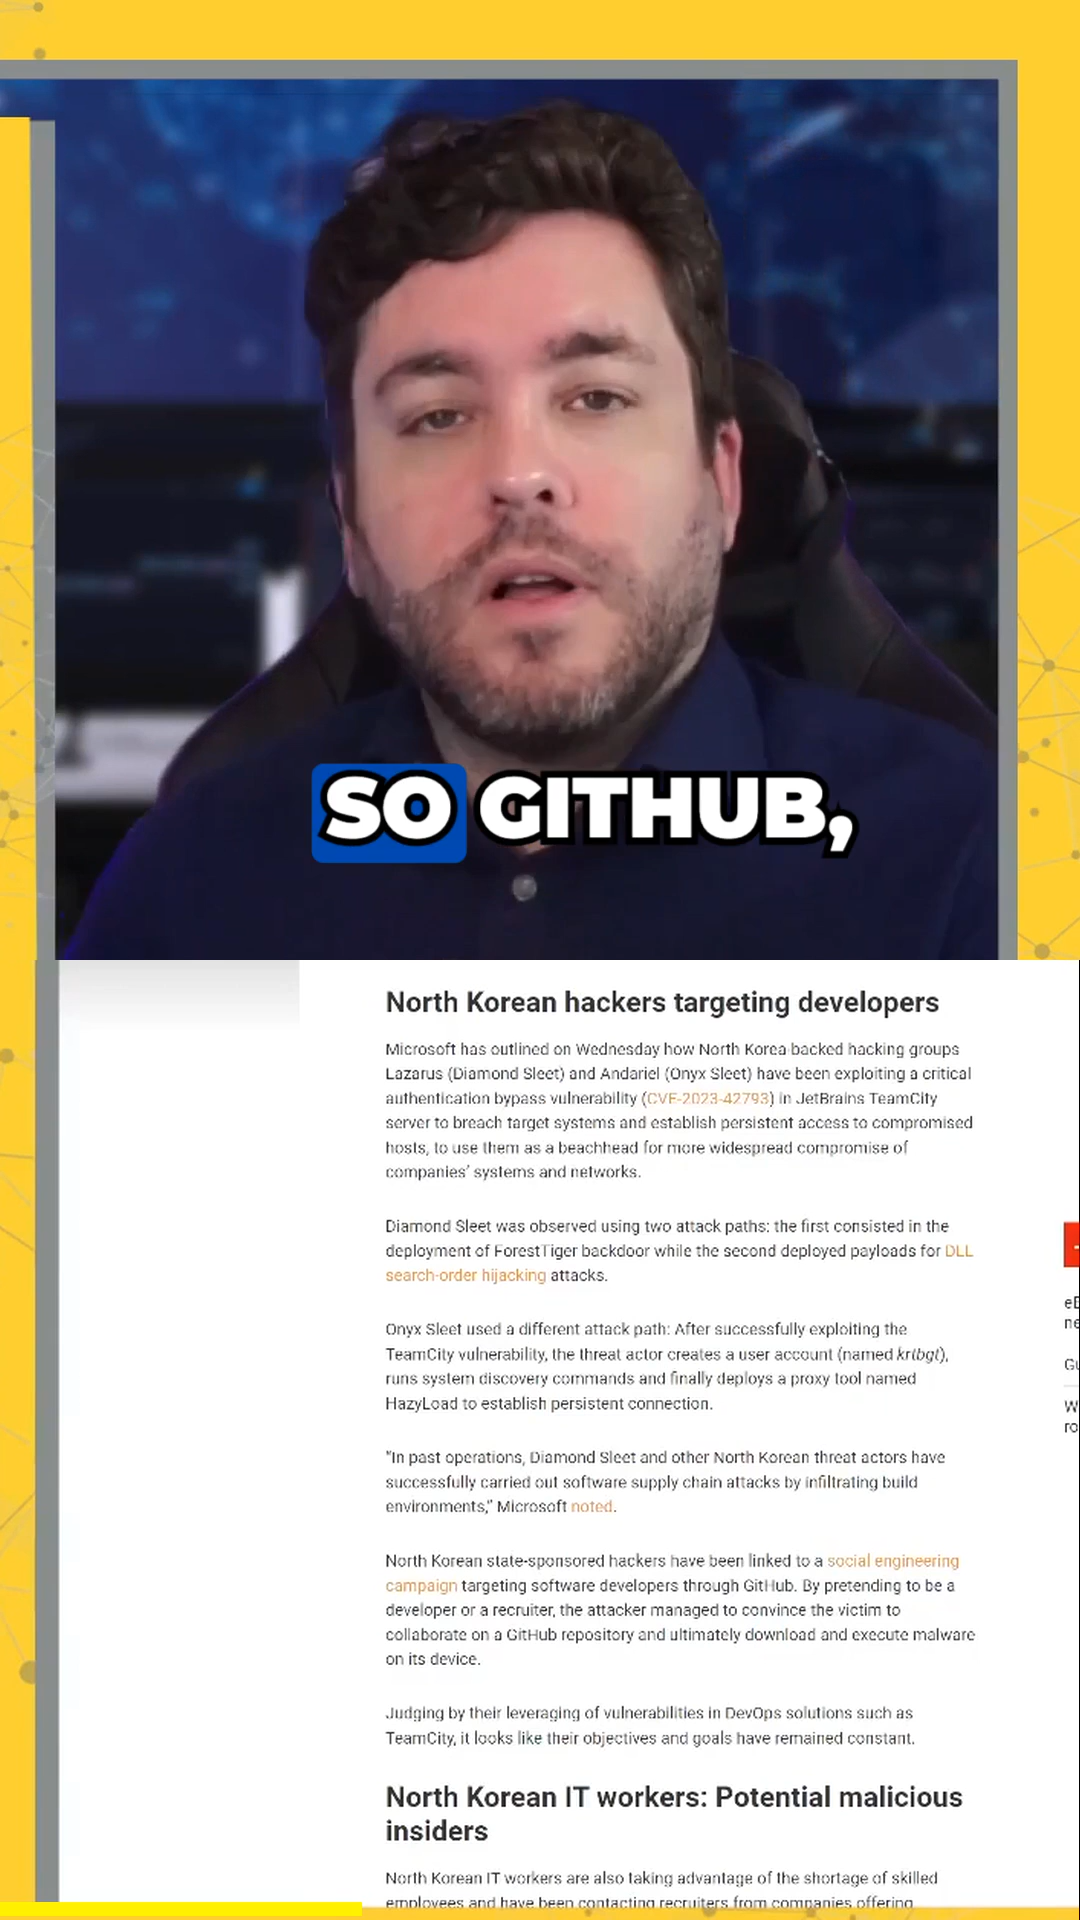 SO GITHUB,
North Korean hackers targeting developers
Microsoft has outlined on Wednesday how North Korea-backed hacking groups
Lazarus (Diamond Sleet) and Andariel (Onyx Sleet) have been exploiting a critical
authentication bypass vulnerability (CVE-2023-42793) in JetBrains TeamCity
server to breach target systems and establish persistent access to compromised
hosts, to use them as a beachhead for more widespread compromise of
companies’ systems and networks.
Diamond Sleet was observed using two attack paths: the first consisted in the
deployment of ForestTiger backdoor while the second deployed payloads for DLL
search-order hijacking attacks.
Onyx Sleet used a different attack path: After successfully exploiting the
TeamCity vulnerability, the threat actor creates a user account (named krtbgt),
runs system discovery commands and finally deploys a proxy tool named
HazyLoad to establish persistent connection.
“In past operations, Diamond Sleet and other North Korean threat actors have
successfully carried out software supply chain attacks by infiltrating build
environments,” Microsoft noted.
North Korean state-sponsored hackers have been linked to a social engineering
campaign targeting software developers through GitHub. By pretending to be a
developer or a recruiter, the attacker managed to convince the victim to
collaborate on a GitHub repository and ultimately download and execute malware
on its device.
Judging by their leveraging of vulnerabilities in DevOps solutions such as
TeamCity, it looks like their objectives and goals have remained constant.
North Korean IT workers: Potential malicious
insiders
North Korean IT workers are also taking advantage of the shortage of skilled
employees and have been contacting recruiters from companies offering